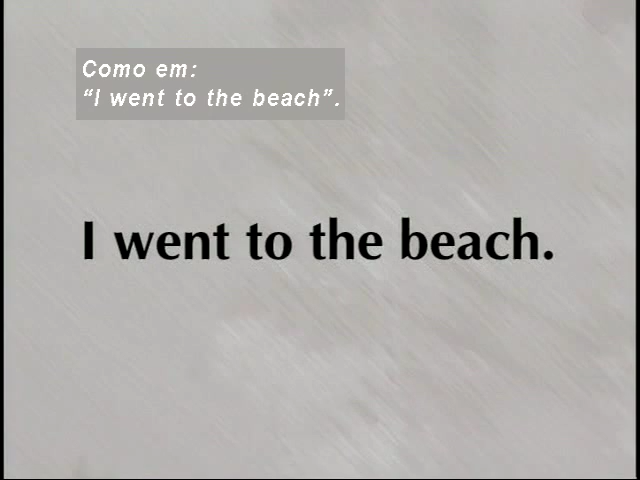 Como em:
“I went to the beach”.
I went to the beach.